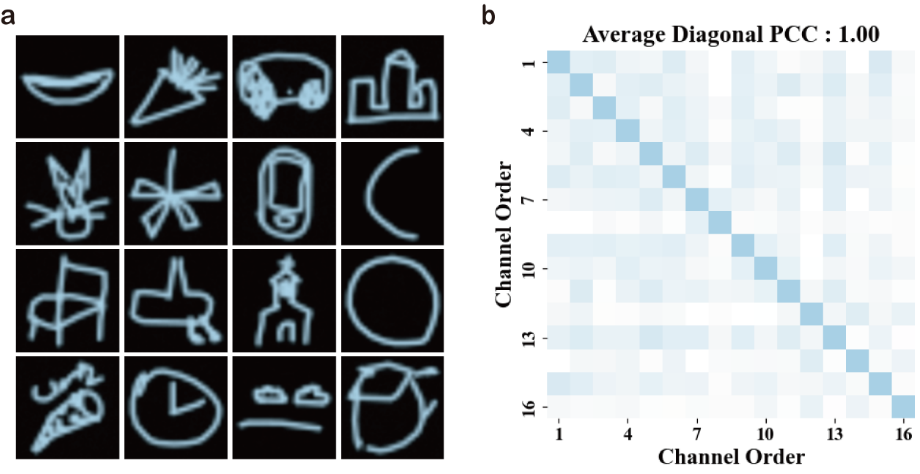 a
b
Average Diagonal PCC : 1.00
Channel Order
1
4
7
10
13
16
1 4 7 10 13 16
Channel Order